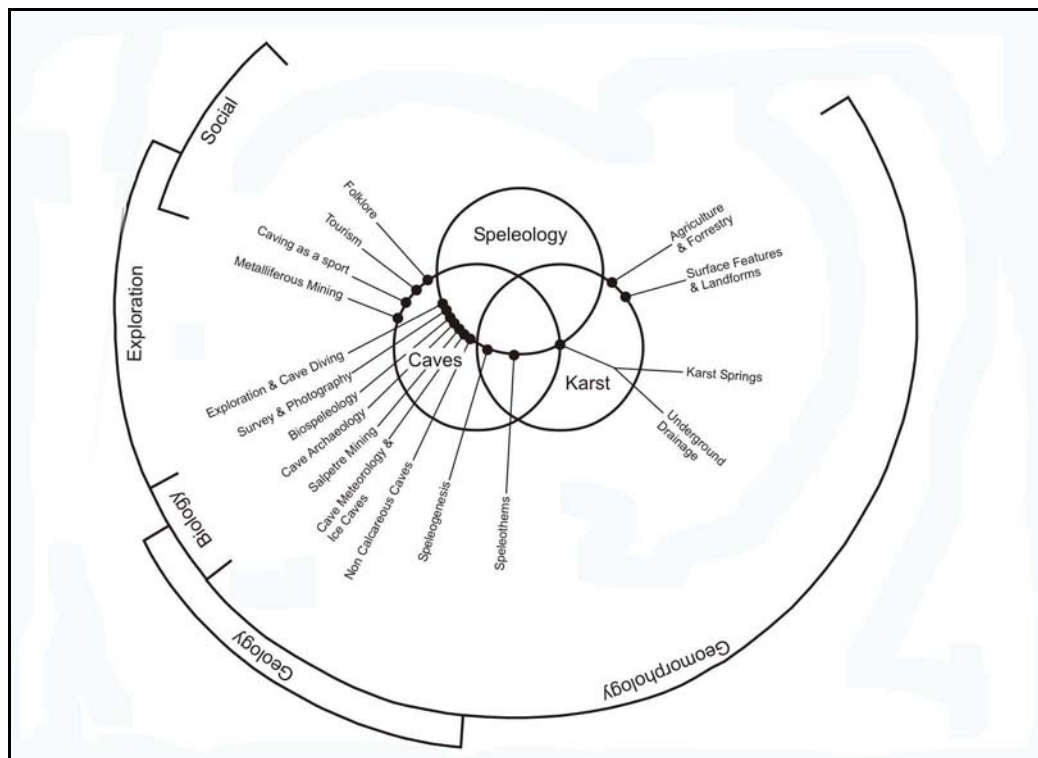 Social
Exploration
Biology
Geology
Geomorphology
Speleology
Caves
Karst
Folklore
Tourism
Caving as a sport
Metalliferous Mining
Exploration & Cave Diving
Survey & Photography
Biospeleology
Cave Archaeology
Salpetre Mining
Cave Meteorology &
Ice Caves
Non Calcareous Caves
Speleogenesis
Speleothems
Agriculture
& Forrestry
Surface Features
& Landforms
Karst Springs
Underground
Drainage